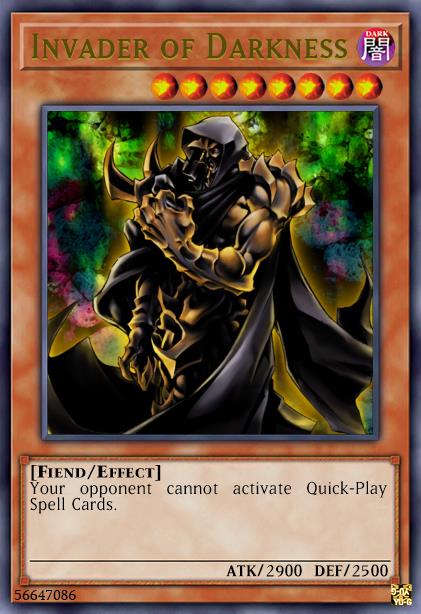 INVADER OF DARKNESS
DARK
闇
[FIEND/EFFECT]
Your opponent cannot activate Quick-Play
Spell Cards.
ATK/2900 DEF/2500
56647086